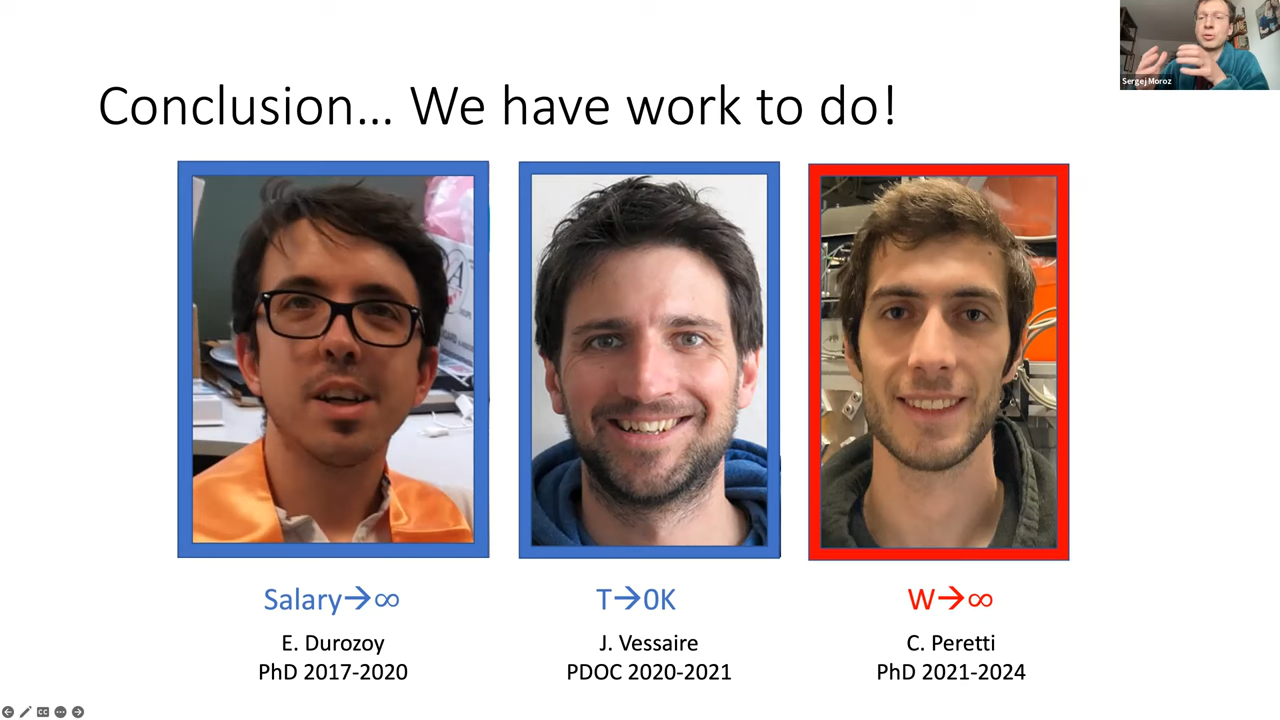 Sergej Moroz
Conclusion... We have work to do!
Salary→∞
T→0K
W→∞
E. Durozoy
PhD 2017-2020
J. Vessaire
PDOC 2020-2021
C. Peretti
PhD 2021-2024